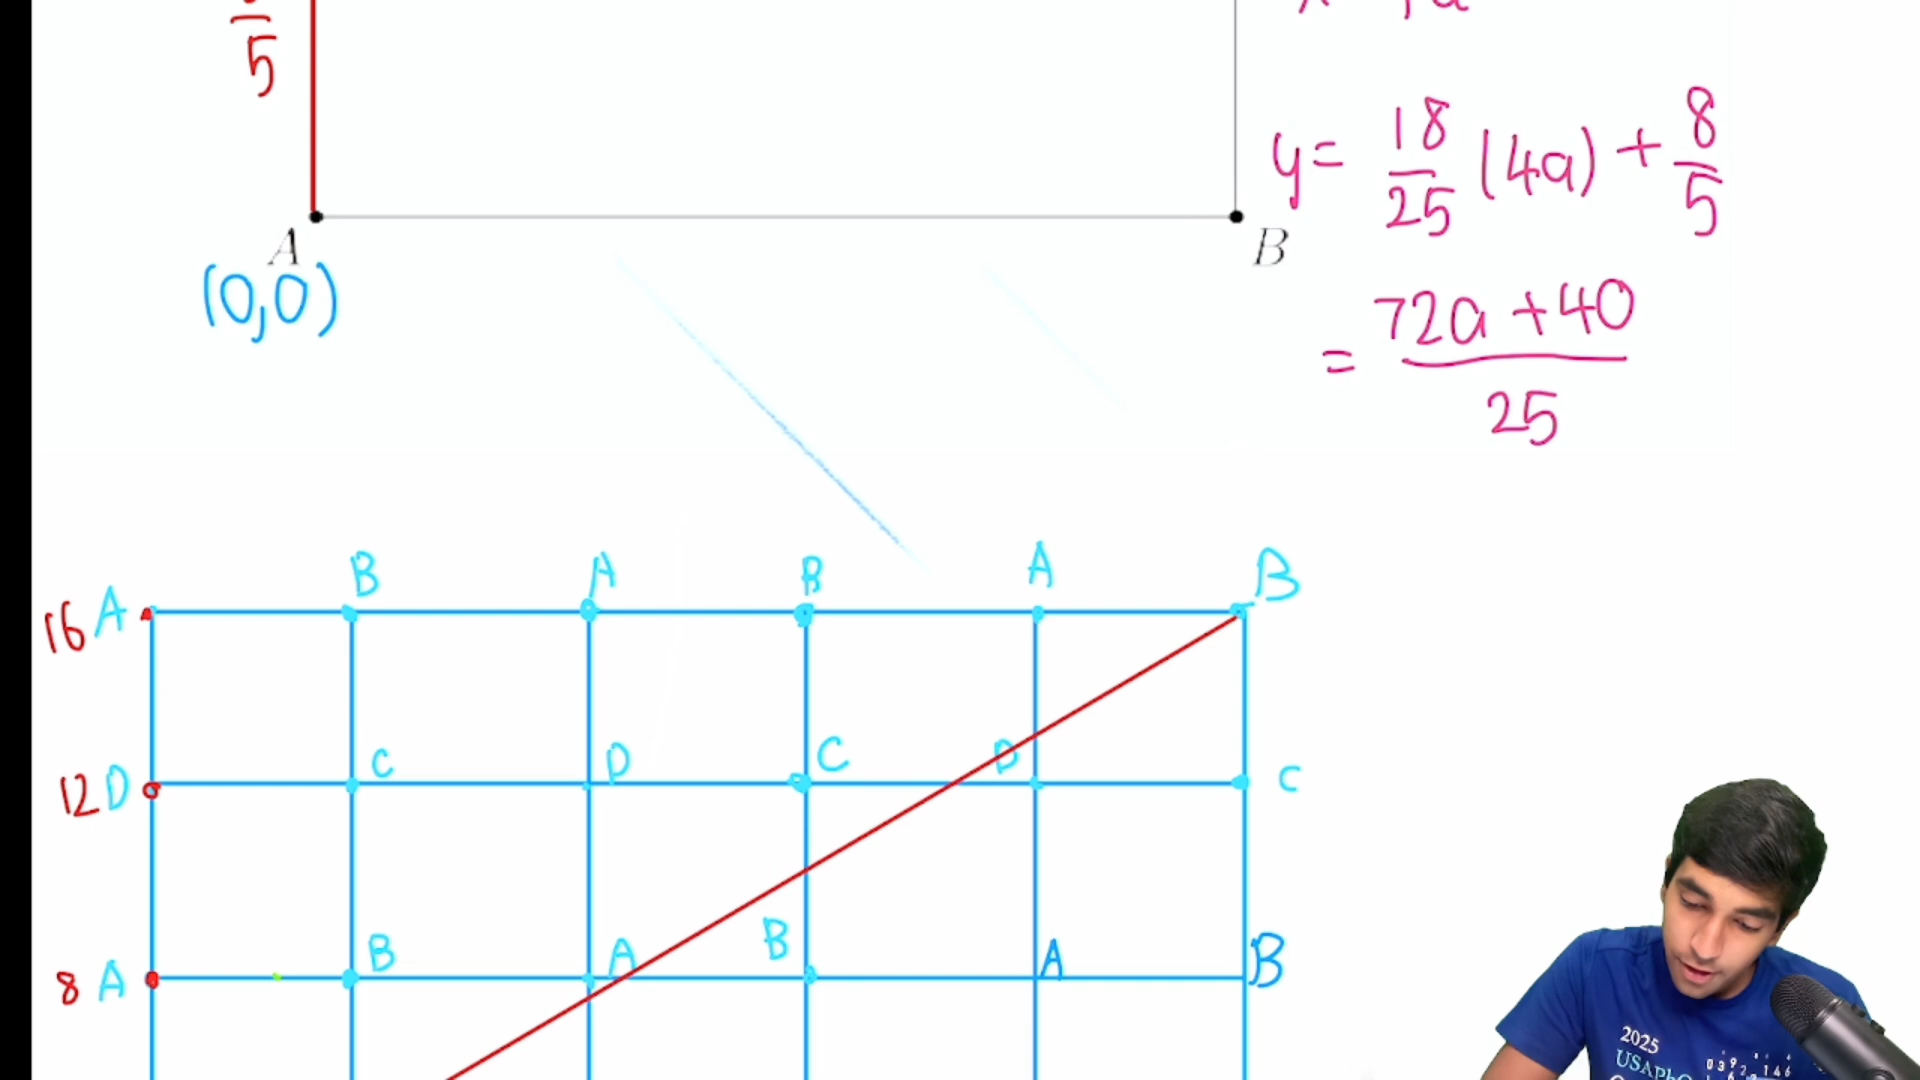 5
A
(0,0)
B
y = 18/25 (4a) + 8/5
= 72a + 40 / 25
16 A B A B A B
12 D C D C D C
8 A B A B A B
2025
USAPhO